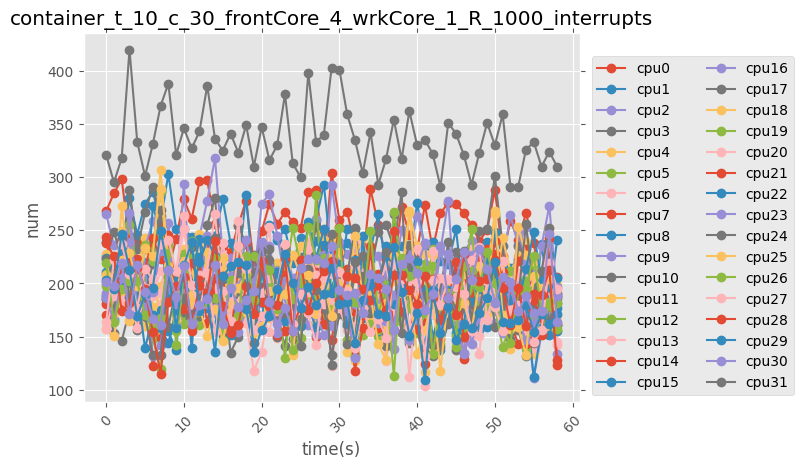 container_t_10_c_30_frontCore_4_wrkCore_1_R_1000_interrupts
num
400
350
300
250
200
150
100
0
10
20
30
40
50
60
time(s)
cpu0
cpu1
cpu2
cpu3
cpu4
cpu5
cpu6
cpu7
cpu8
cpu9
cpu10
cpu11
cpu12
cpu13
cpu14
cpu15
cpu16
cpu17
cpu18
cpu19
cpu20
cpu21
cpu22
cpu23
cpu24
cpu25
cpu26
cpu27
cpu28
cpu29
cpu30
cpu31